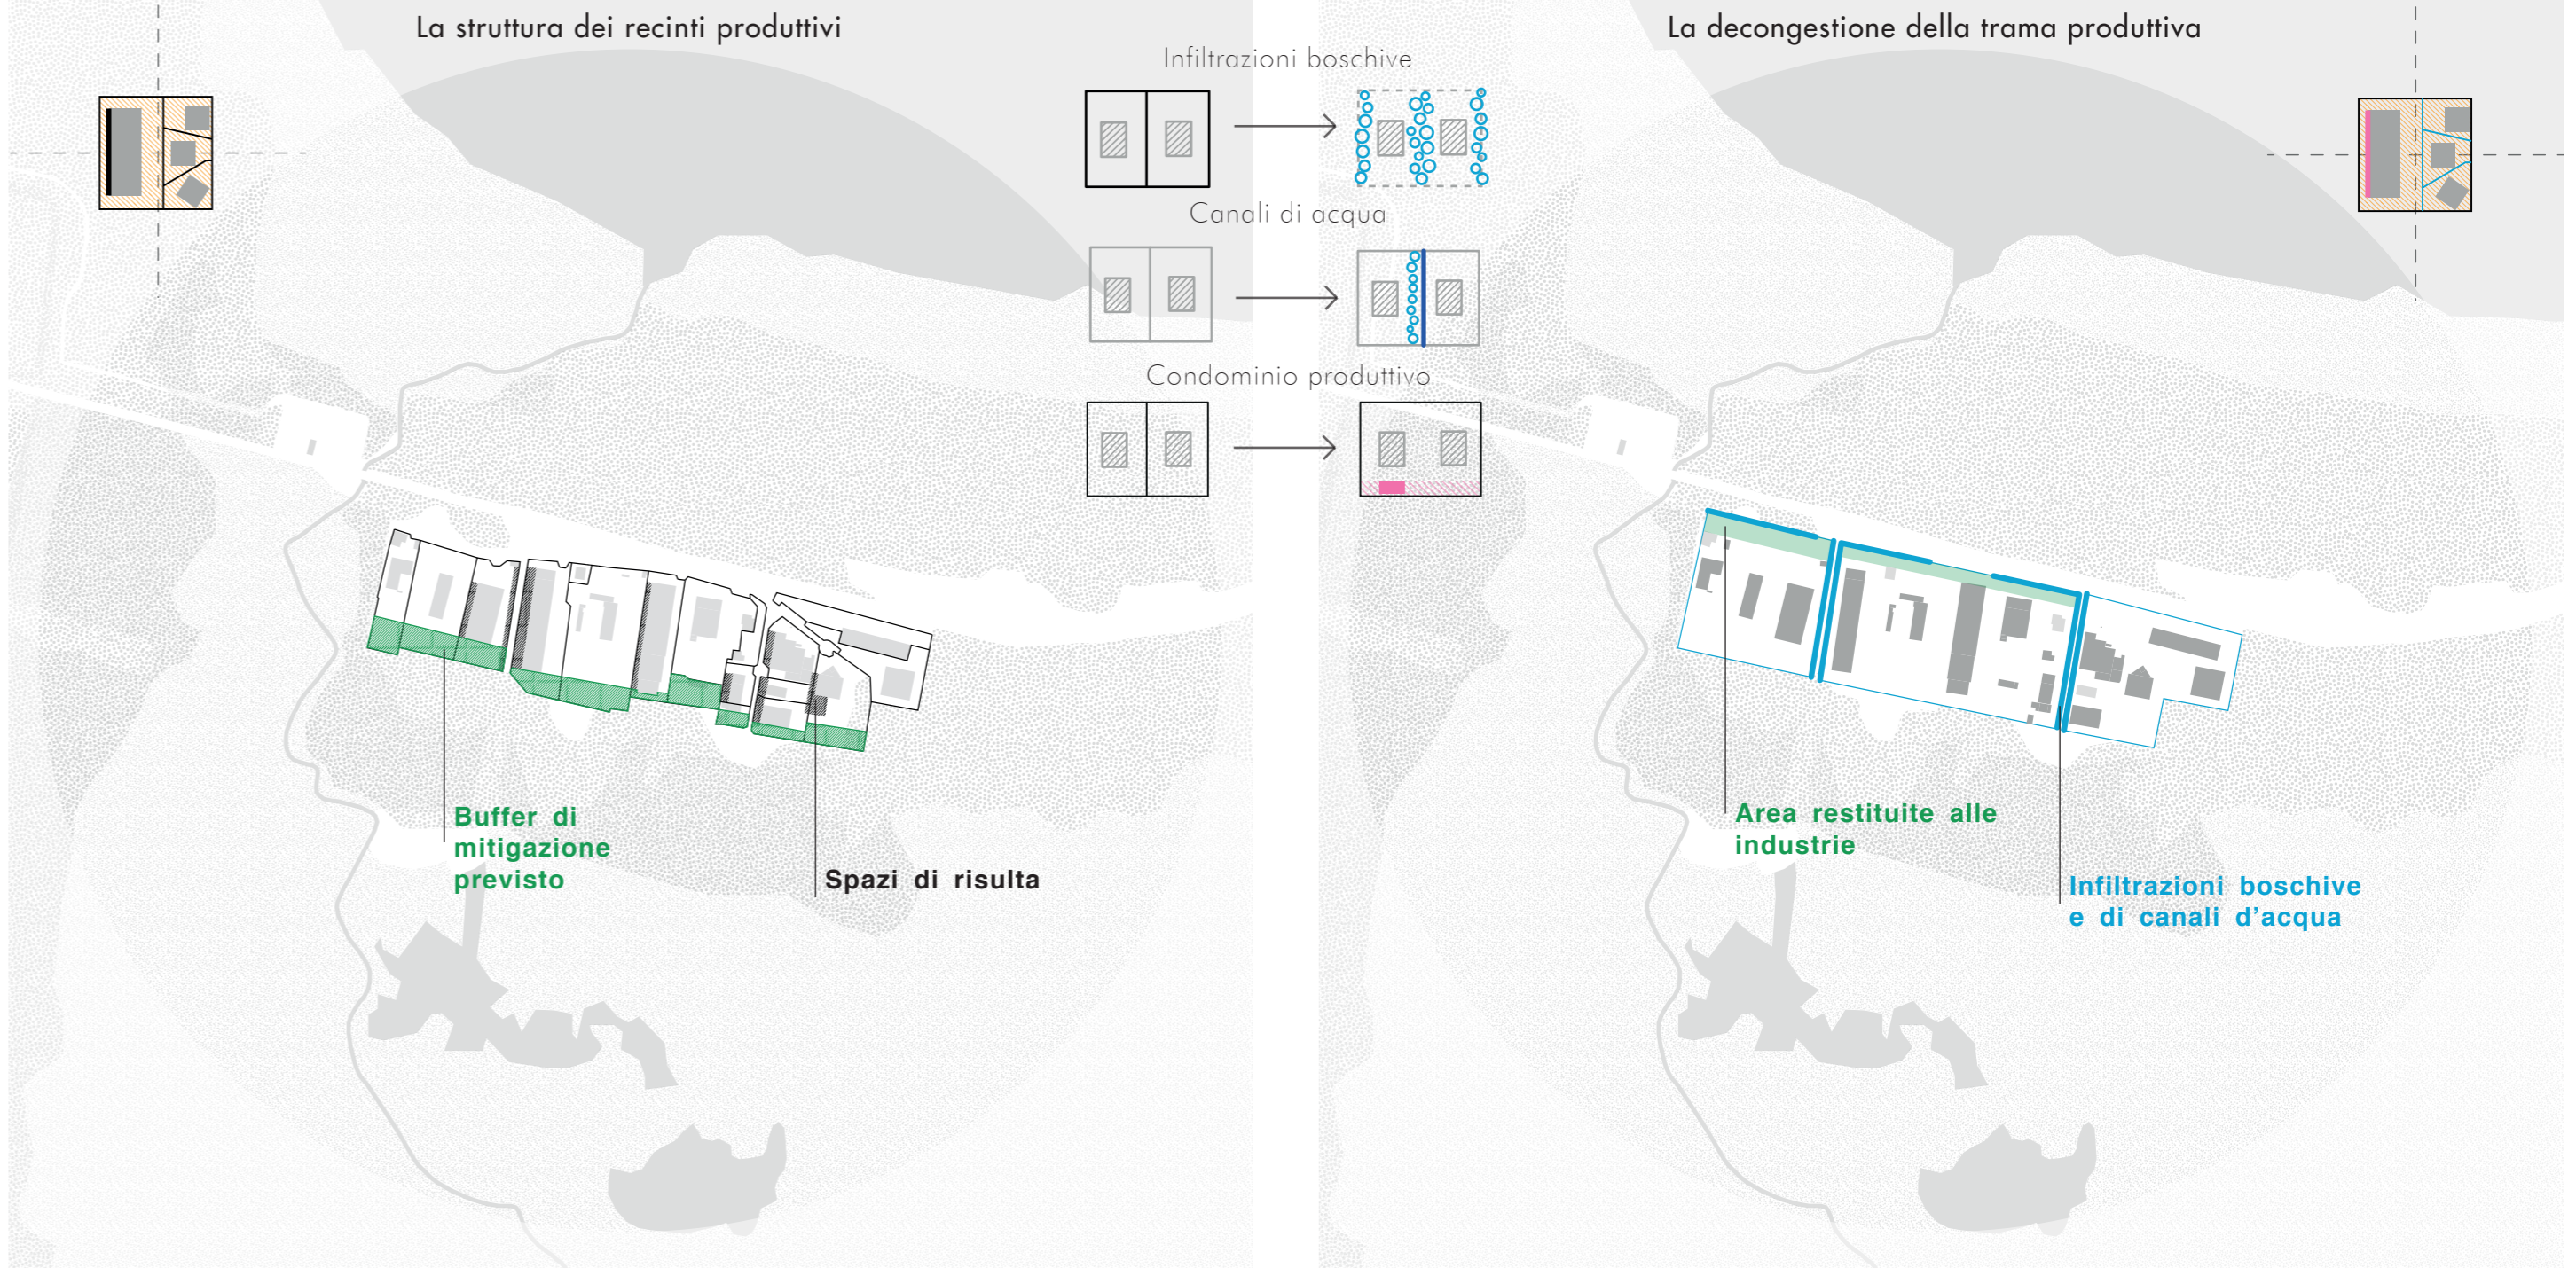 La struttura dei recinti produttivi
Infiltrazioni boschive
Canali di acqua
Condominio produttivo
Buffer di
mitigazione
previsto
Spazi di risulta
La decongestione della trama produttiva
Area restituite alle
industrie
Infiltrazioni boschive
e di canali d'acqua